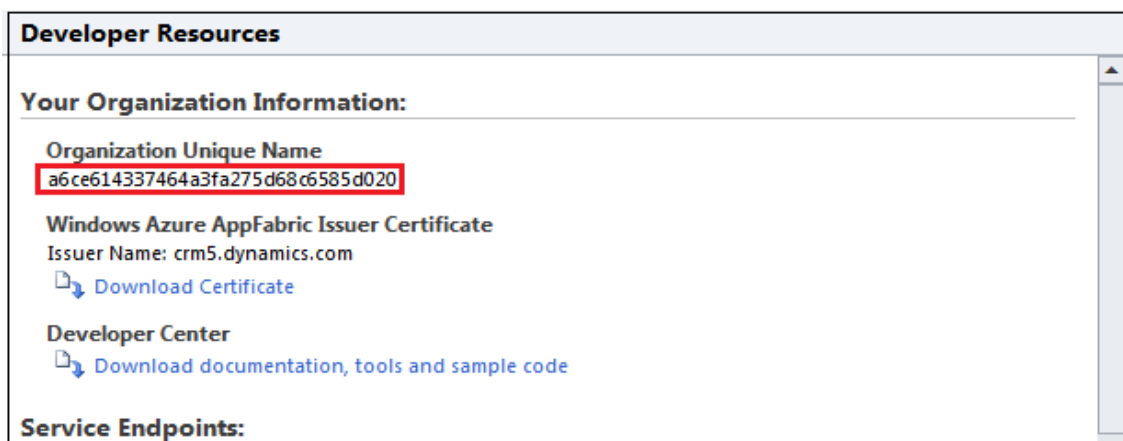 Developer Resources
Your Organization Information:
Organization Unique Name
a6ce614337464a3fa275d68c6585d020
Windows Azure AppFabric Issuer Certificate
Issuer Name: crm5.dynamics.com
Download Certificate
Developer Center
Download documentation, tools and sample code
Service Endpoints: